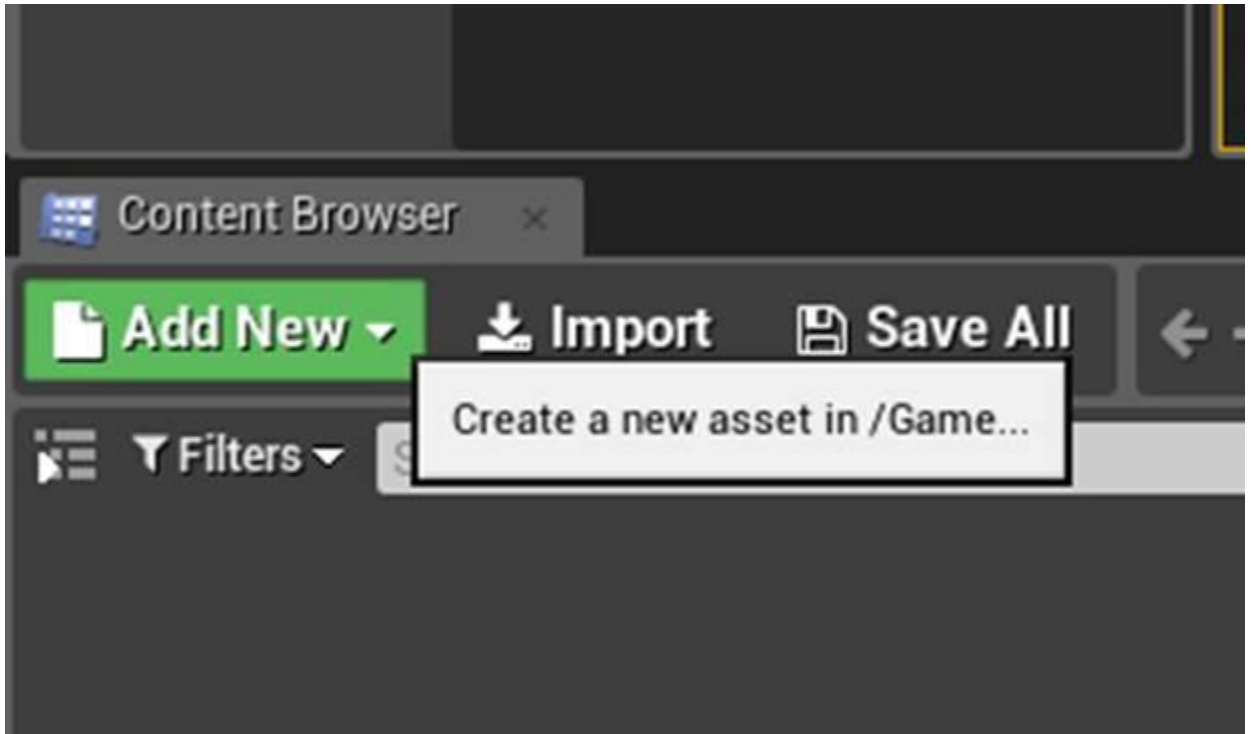 Content Browser
Add New Import Save All
Create a new asset in /Game...
Filters